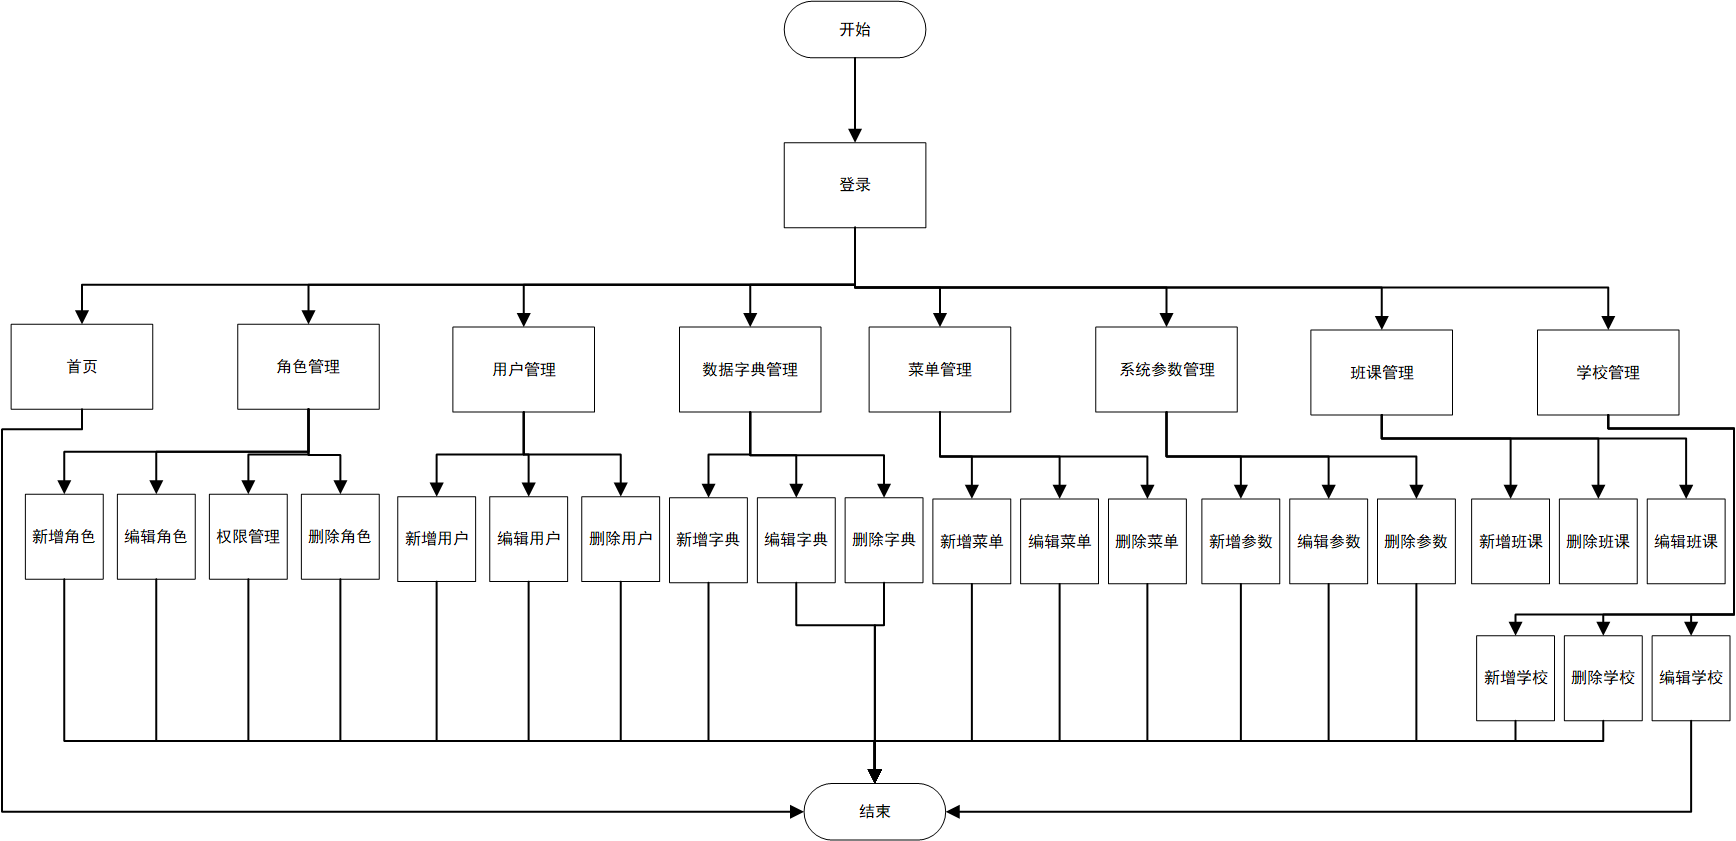 开始
登录
首页
角色管理
用户管理
数据字典管理
菜单管理
系统参数管理
班课管理
学校管理
新增角色
编辑角色
权限管理
删除角色
新增用户
编辑用户
删除用户
新增字典
编辑字典
删除字典
新增菜单
编辑菜单
删除菜单
新增参数
编辑参数
删除参数
新增班课
删除班课
编辑班课
新增学校
删除学校
编辑学校
结束